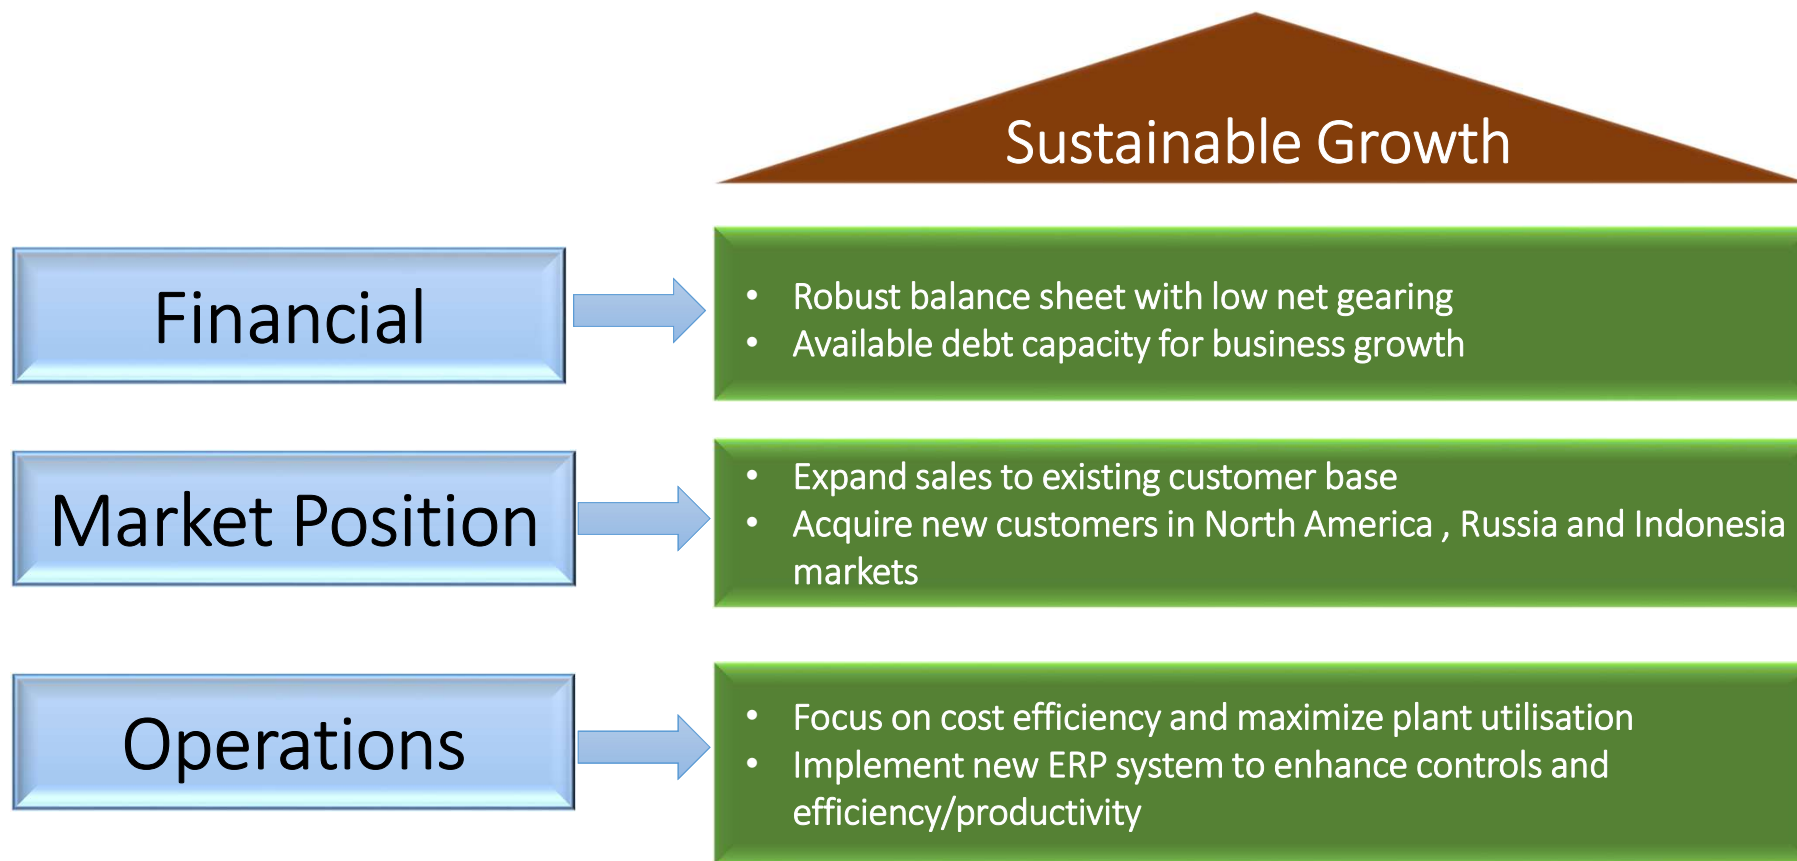 Sustainable Growth
Financial
• Robust balance sheet with low net gearing
• Available debt capacity for business growth
Market Position
• Expand sales to existing customer base
• Acquire new customers in North America , Russia and Indonesia
markets
Operations
• Focus on cost efficiency and maximize plant utilisation
• Implement new ERP system to enhance controls and
efficiency/productivity